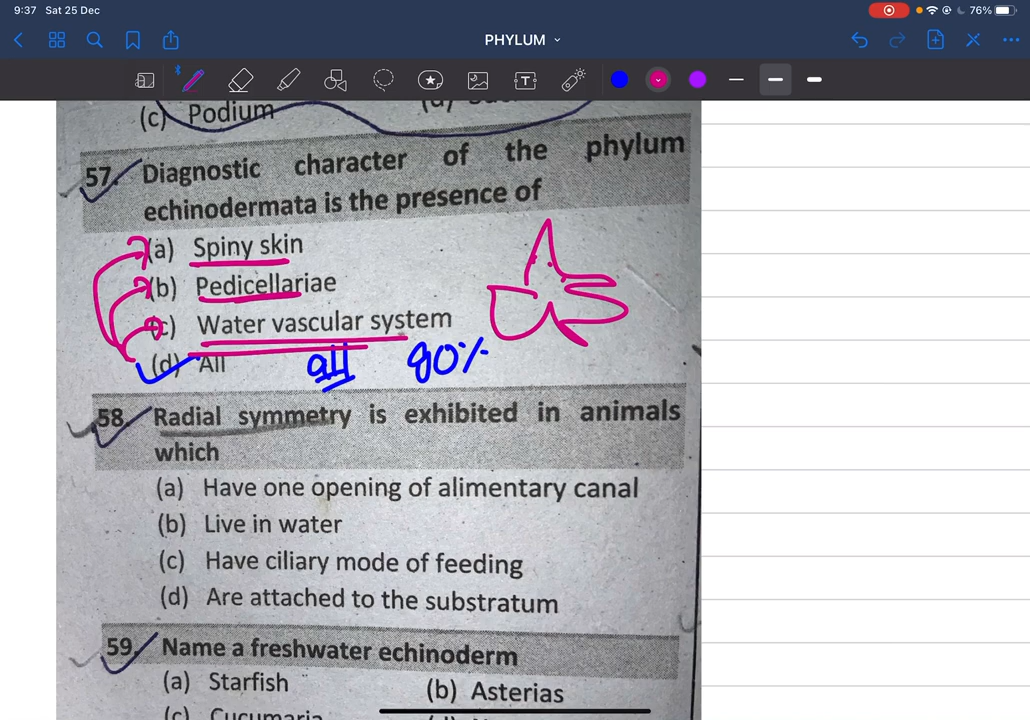 9:37 Sat 25 Dec
76%
PHYLUM
(c) Podium
57. Diagnostic character of the phylum
echinodermata is the presence of
(a) Spiny skin
(b) Pedicellariae
(c) Water vascular system
(d) All
all 90%
58. Radial symmetry is exhibited in animals
which
(a) Have one opening of alimentary canal
(b) Live in water
(c) Have ciliary mode of feeding
(d) Are attached to the substratum
59. Name a freshwater echinoderm
(a) Starfish (b) Asterias
(c) Cucumaria